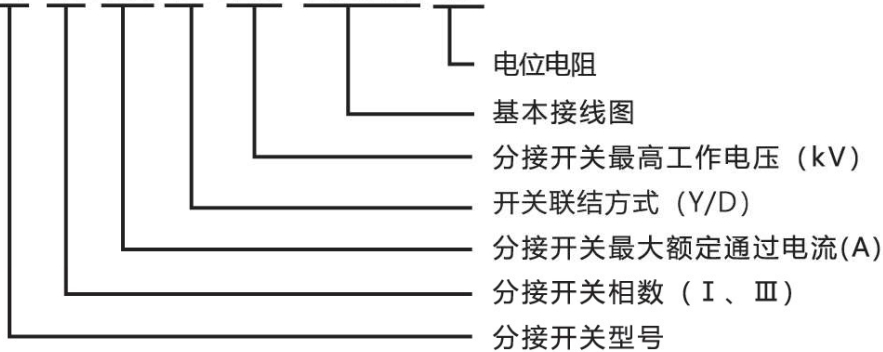 电位电阻
基本接线图
分接开关最高工作电压（kV）
开关联结方式（Y/D）
分接开关最大额定通过电流(A)
分接开关相数（Ⅰ、Ⅲ）
分接开关型号